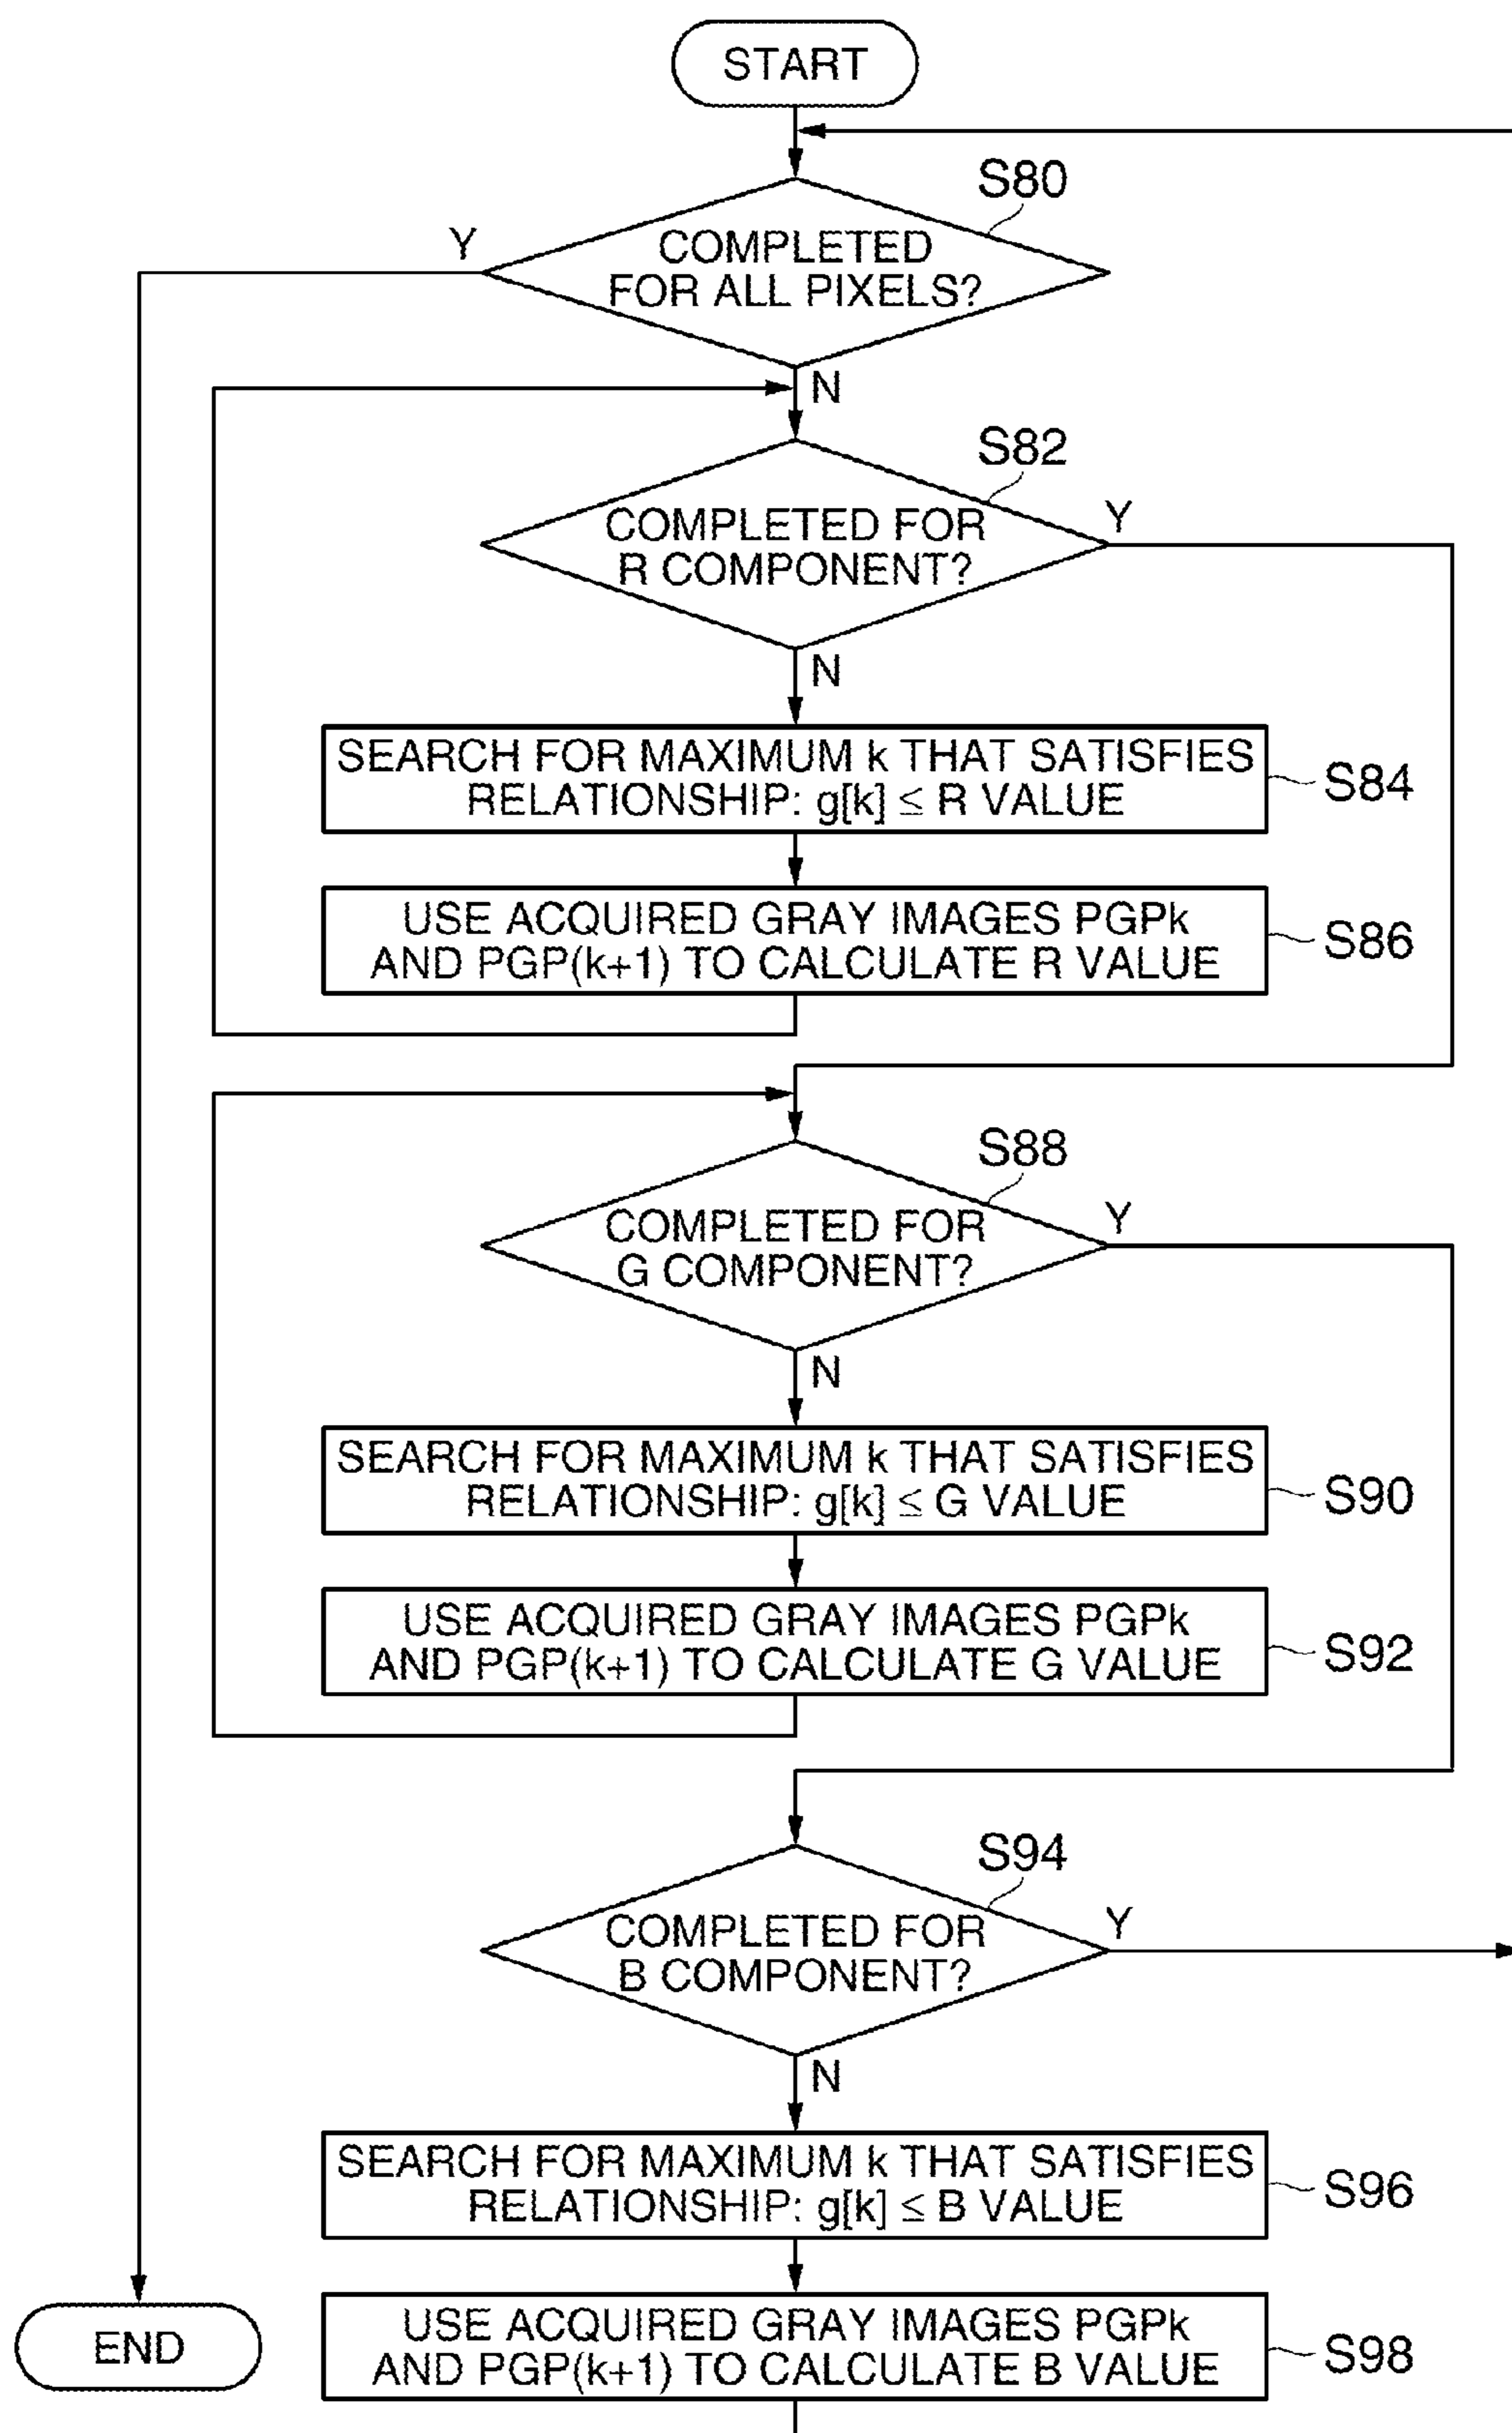 START
S80
Y
COMPLETED
FOR ALL PIXELS?
N
S82
COMPLETED FOR
R COMPONENT?
Y
N
SEARCH FOR MAXIMUM k THAT SATISFIES
RELATIONSHIP: g[k] ≤ R VALUE
S84
USE ACQUIRED GRAY IMAGES PGPk
AND PGP(k+1) TO CALCULATE R VALUE
S86
S88
COMPLETED FOR
G COMPONENT?
Y
N
SEARCH FOR MAXIMUM k THAT SATISFIES
RELATIONSHIP: g[k] ≤ G VALUE
S90
USE ACQUIRED GRAY IMAGES PGPk
AND PGP(k+1) TO CALCULATE G VALUE
S92
S94
COMPLETED FOR
B COMPONENT?
Y
N
SEARCH FOR MAXIMUM k THAT SATISFIES
RELATIONSHIP: g[k] ≤ B VALUE
S96
END
USE ACQUIRED GRAY IMAGES PGPk
AND PGP(k+1) TO CALCULATE B VALUE
S98